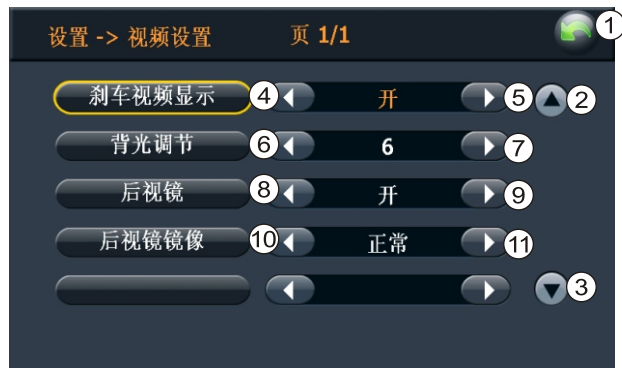 设置 -> 视频设置 页 1/1 1
刹车视频显示 4 开 5 2
背光调节 6 6 7
后视镜 8 开 9
后视镜镜像 10 正常 11
3